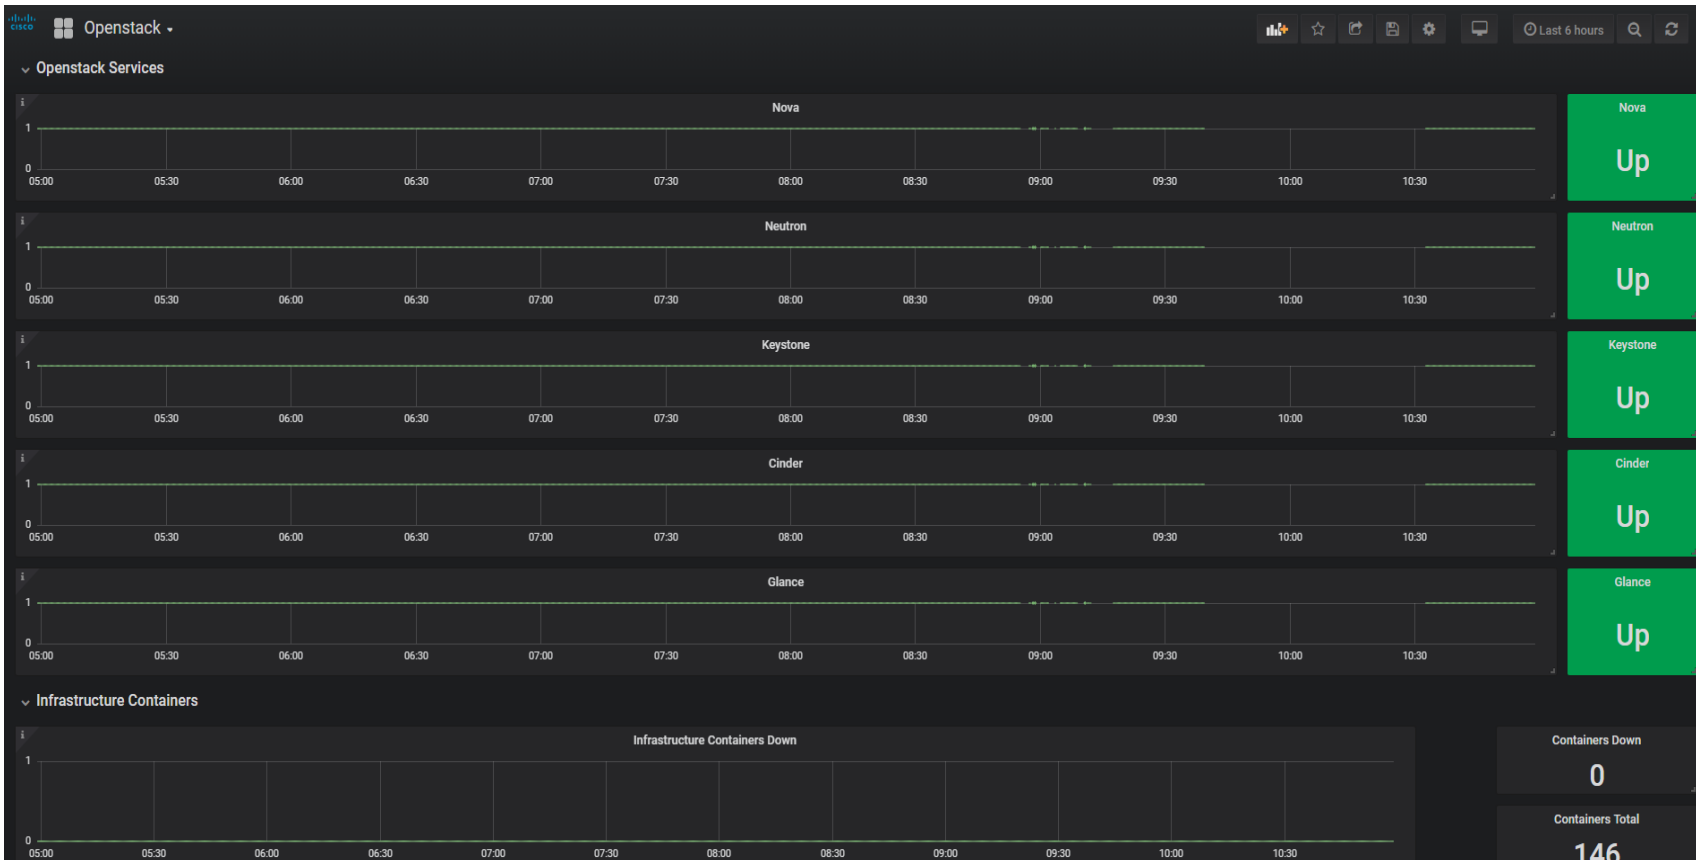 cisco
Openstack
Last 6 hours
Openstack Services
i
Nova
1
0
05:00 05:30 06:00 06:30 07:00 07:30 08:00 08:30 09:00 09:30 10:00 10:30
Nova
Up
i
Neutron
1
0
05:00 05:30 06:00 06:30 07:00 07:30 08:00 08:30 09:00 09:30 10:00 10:30
Neutron
Up
i
Keystone
1
0
05:00 05:30 06:00 06:30 07:00 07:30 08:00 08:30 09:00 09:30 10:00 10:30
Keystone
Up
i
Cinder
1
0
05:00 05:30 06:00 06:30 07:00 07:30 08:00 08:30 09:00 09:30 10:00 10:30
Cinder
Up
i
Glance
1
0
05:00 05:30 06:00 06:30 07:00 07:30 08:00 08:30 09:00 09:30 10:00 10:30
Glance
Up
Infrastructure Containers
i
Infrastructure Containers Down
1
0
05:00 05:30 06:00 06:30 07:00 07:30 08:00 08:30 09:00 09:30 10:00 10:30
Containers Down
0
Containers Total
146